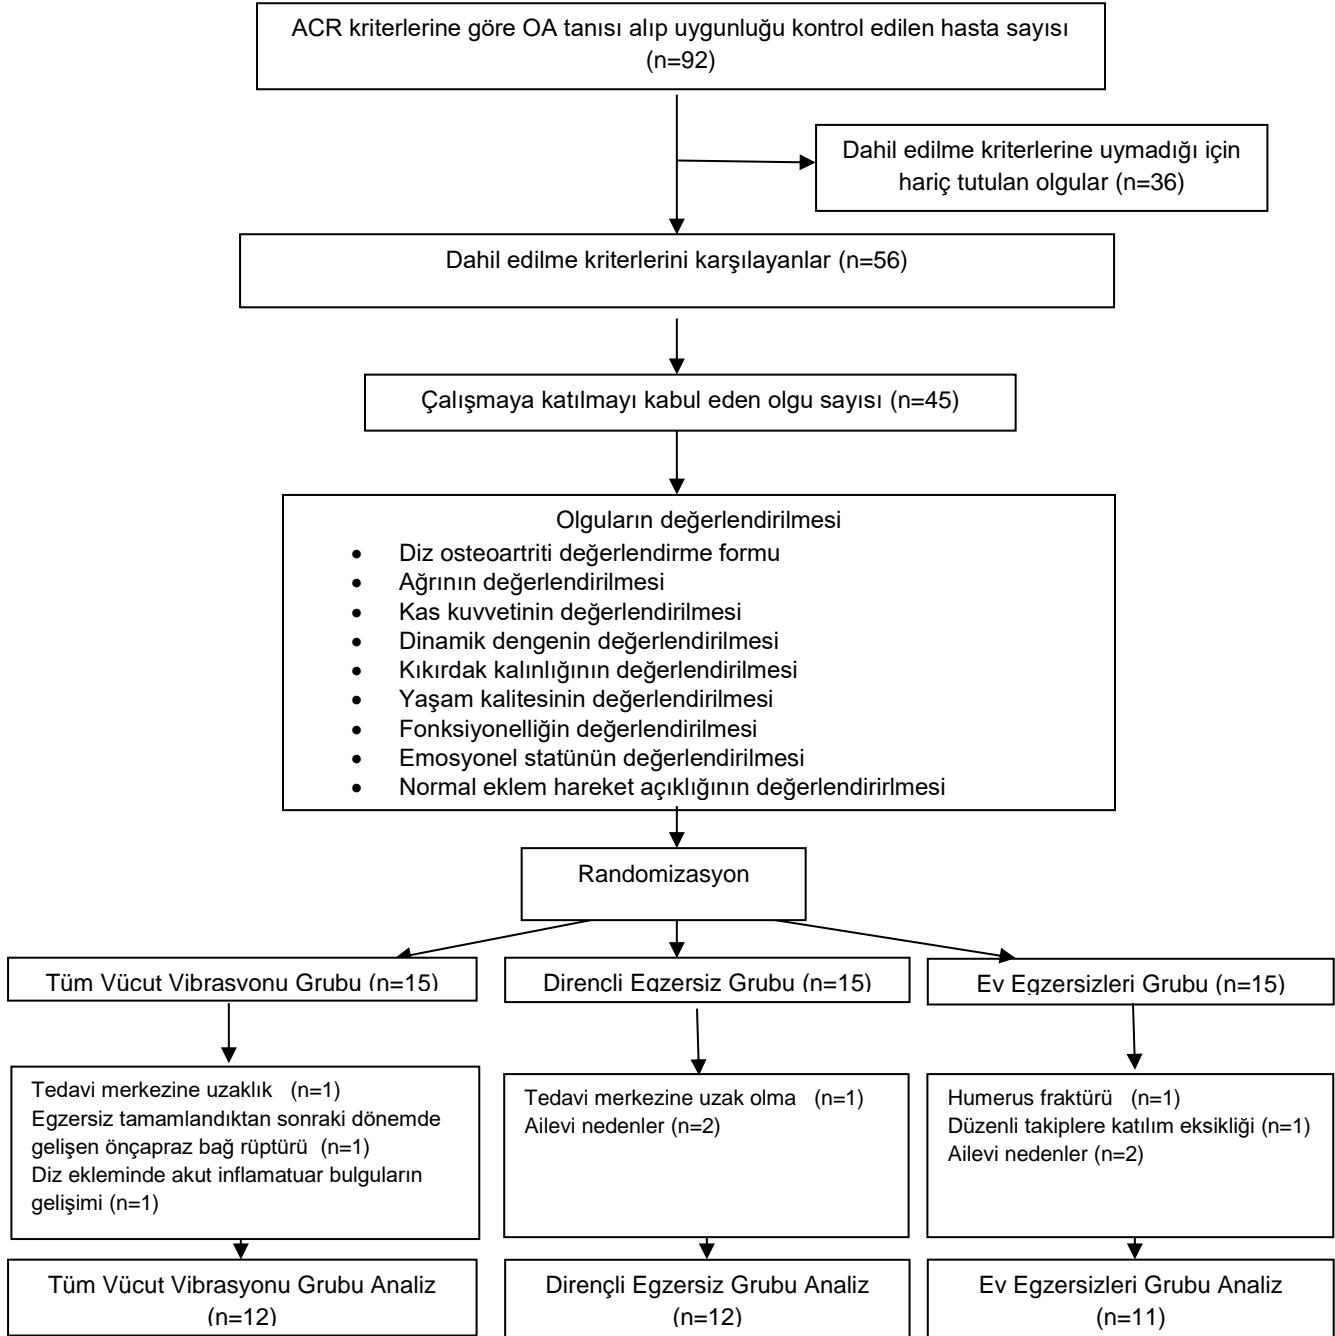 ACR kriterlerine göre OA tanısı alıp uygunluğu kontrol edilen hasta sayısı
(n=92)
Dahil edilme kriterlerine uymadığı için
hariç tutulan olgular (n=36)
Dahil edilme kriterlerini karşılayanlar (n=56)
Çalışmaya katılmayı kabul eden olgu sayısı (n=45)
Olguların değerlendirilmesi
• Diz osteoartriti değerlendirme formu
• Ağrının değerlendirilmesi
• Kas kuvvetinin değerlendirilmesi
• Dinamik dengenin değerlendirilmesi
• Kıkırdak kalınlığının değerlendirilmesi
• Yaşam kalitesinin değerlendirilmesi
• Fonksiyonelliğin değerlendirilmesi
• Emosyonel statünün değerlendirilmesi
• Normal eklem hareket açıklığının değerlendirirlmesi
Randomizasyon
Tüm Vücut Vibrasyonu Grubu (n=15)
Dirençli Egzersiz Grubu (n=15)
Ev Egzersizleri Grubu (n=15)
Tedavi merkezine uzaklık (n=1)
Egzersiz tamamlandıktan sonraki dönemde
gelişen önçapraz bağ rüptürü (n=1)
Diz ekleminde akut inflamatuar bulguların
gelişimi (n=1)
Tedavi merkezine uzak olma (n=1)
Ailevi nedenler (n=2)
Humerus fraktürü (n=1)
Düzenli takiplere katılım eksikliği (n=1)
Ailevi nedenler (n=2)
Tüm Vücut Vibrasyonu Grubu Analiz
(n=12)
Dirençli Egzersiz Grubu Analiz
(n=12)
Ev Egzersizleri Grubu Analiz
(n=11)